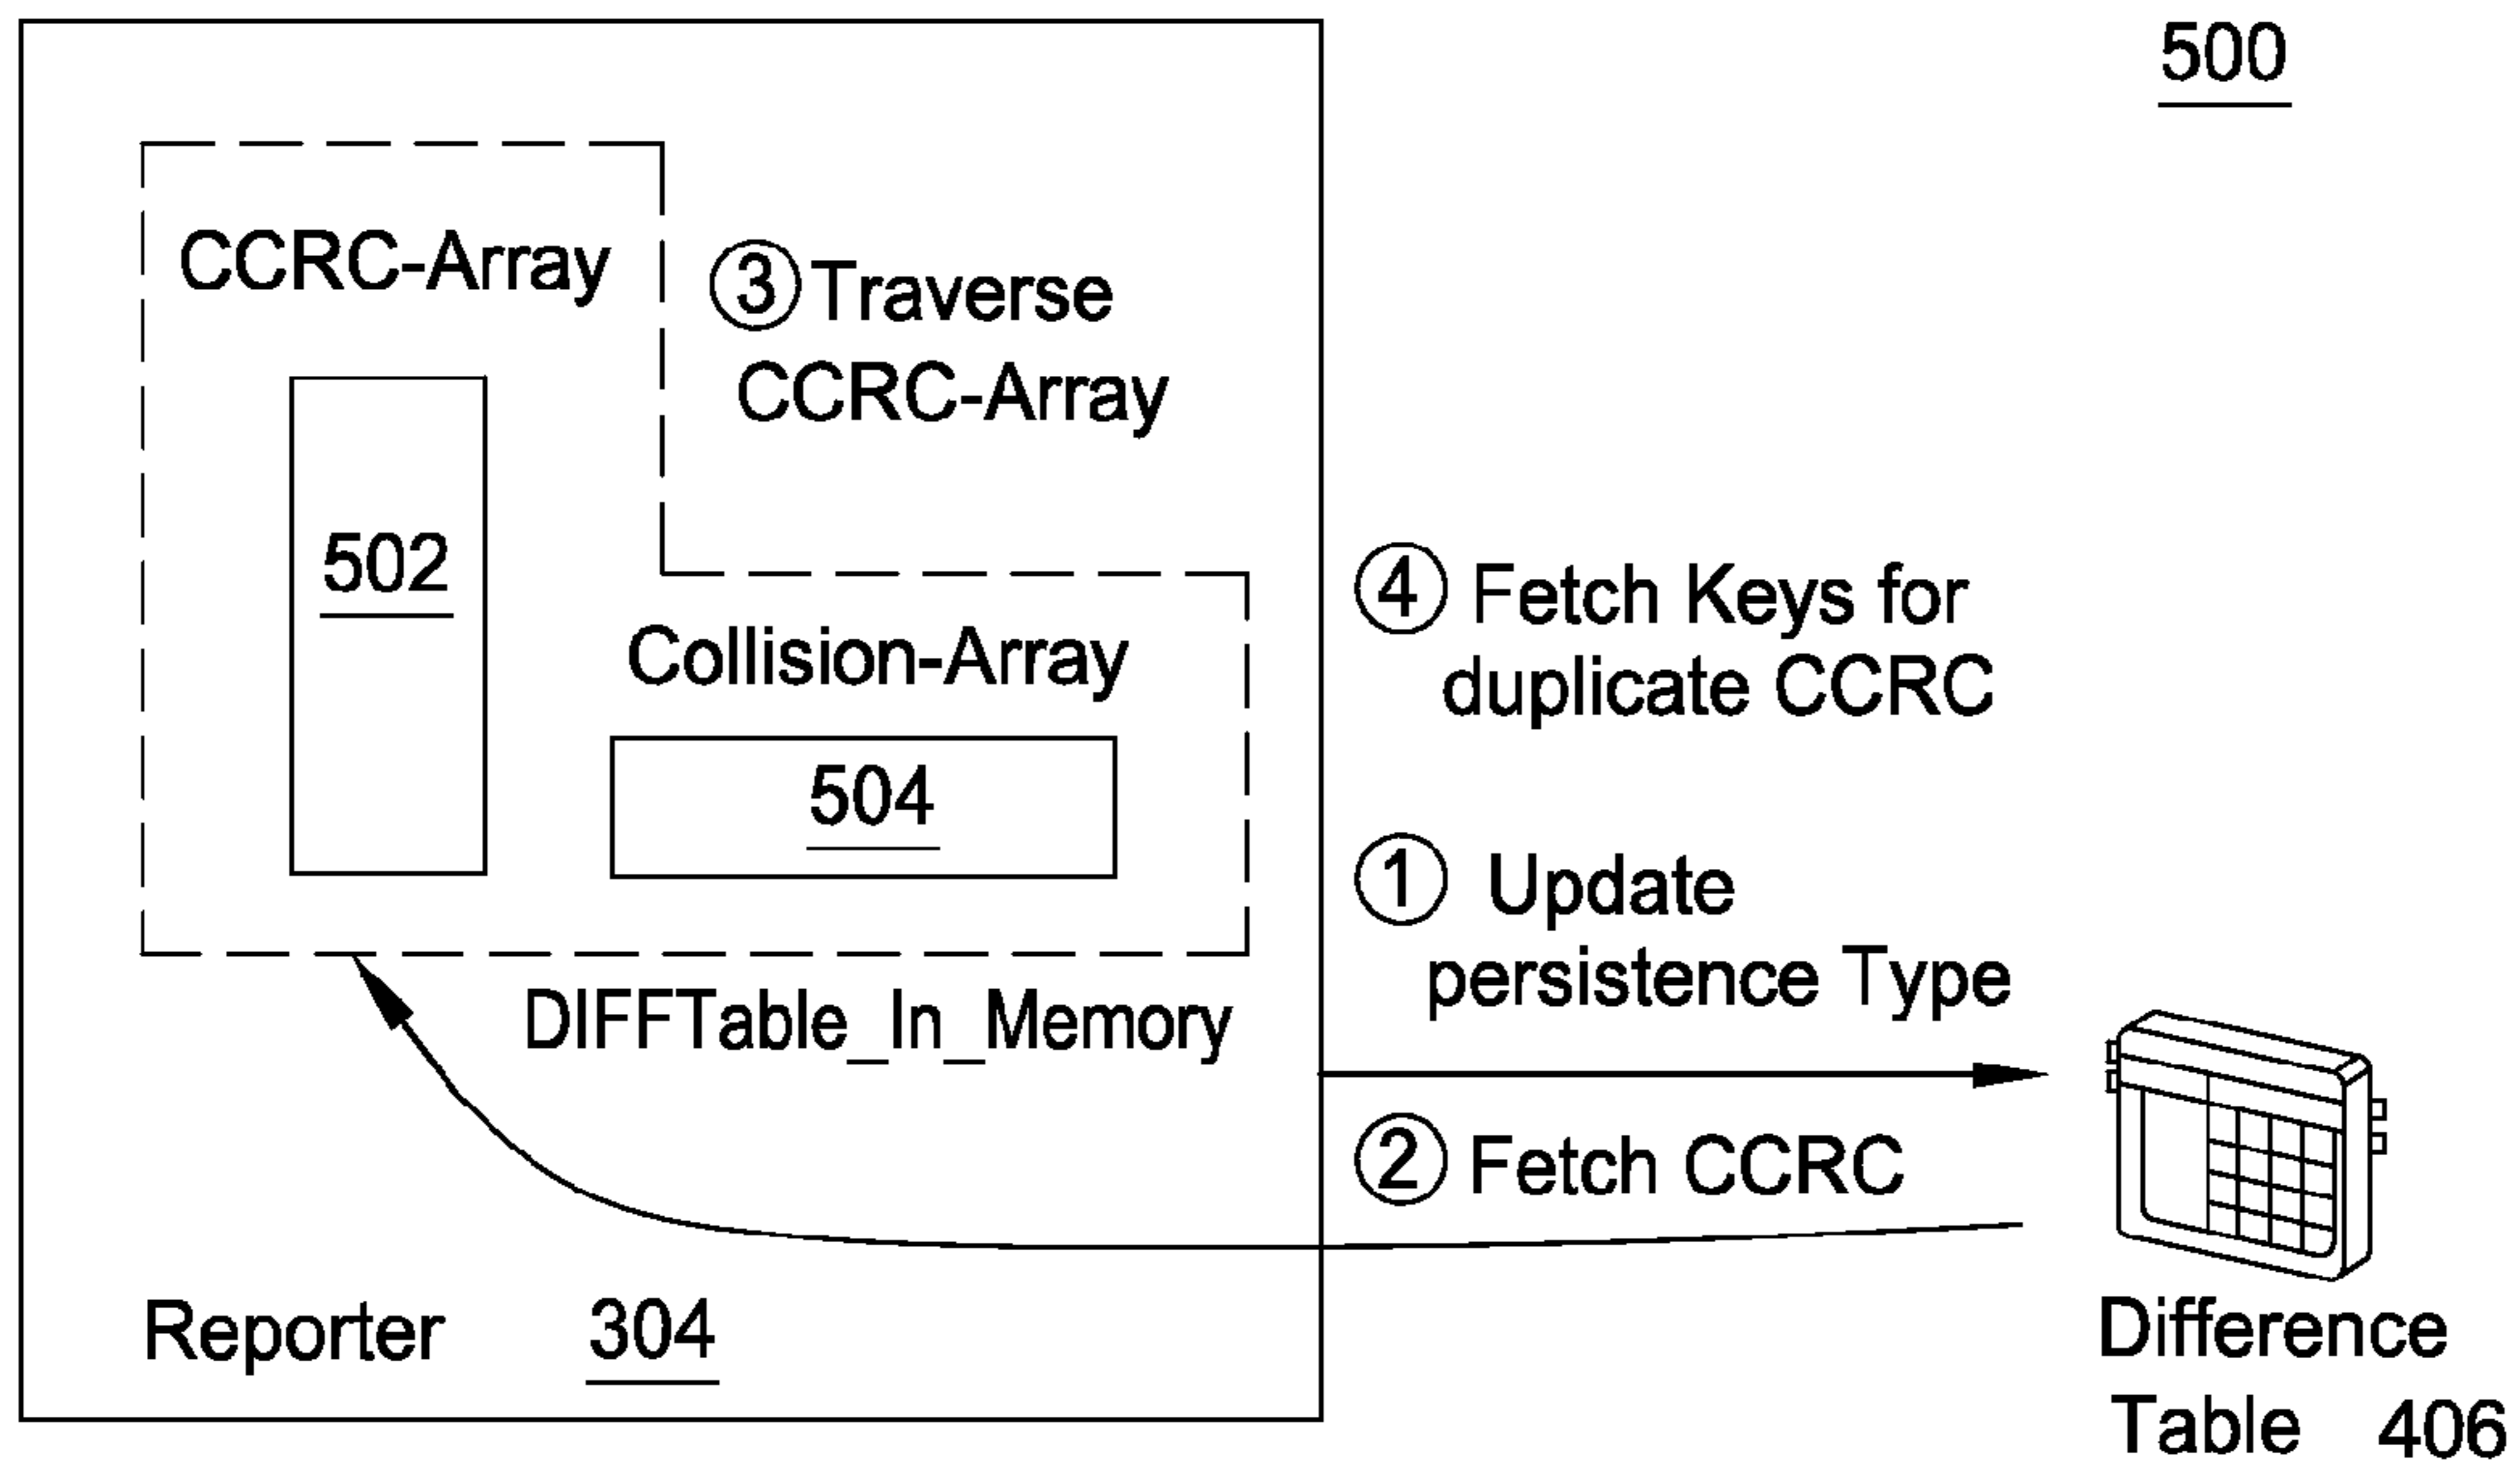 500
CCRC-Array
③ Traverse
CCRC-Array
502
④ Fetch Keys for
duplicate CCRC
Collision-Array
504
① Update
persistence Type
DIFFTable_In_Memory
② Fetch CCRC
Reporter 304
Difference
Table 406